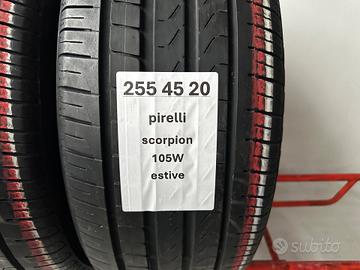 255 45 20
pirelli
scorpion
105W
estive
subito